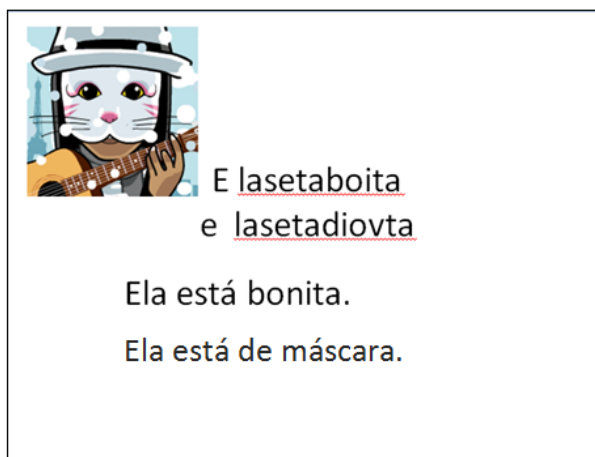 E lasetaboita
e lasetadiovta
Ela está bonita.
Ela está de máscara.